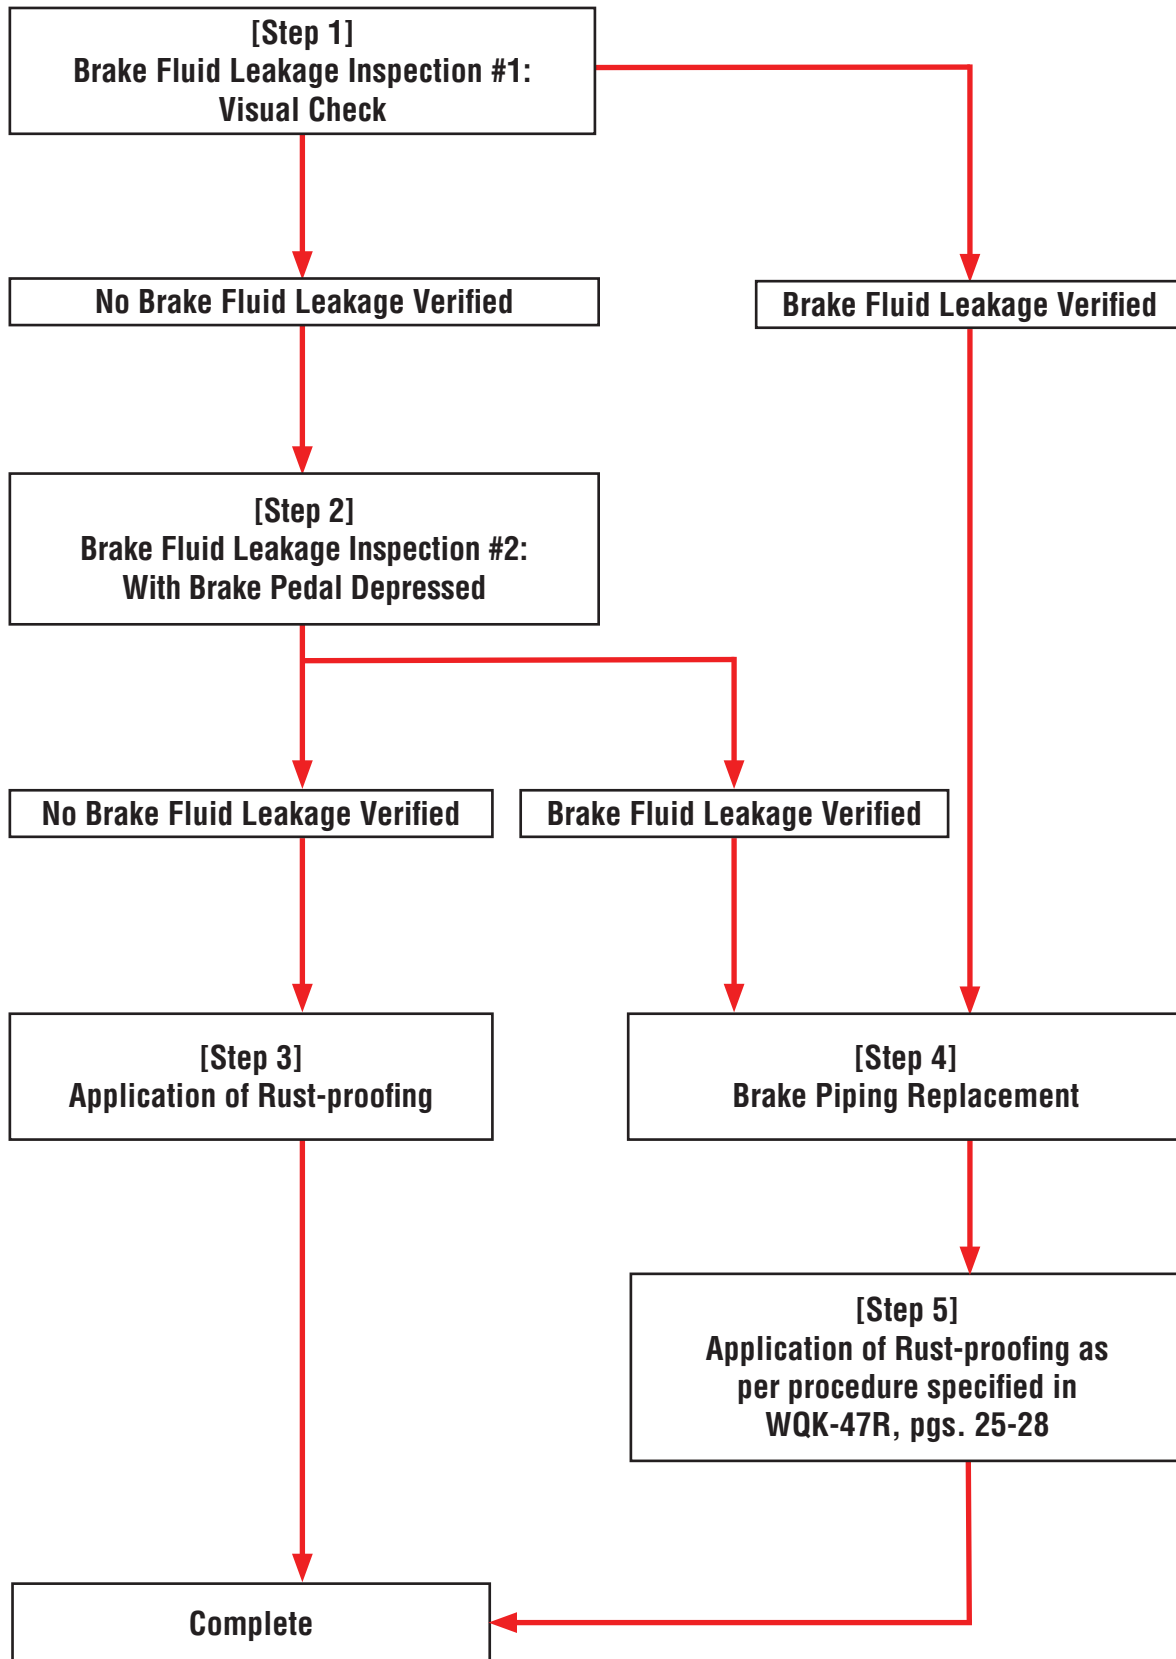 [Step 1]
Brake Fluid Leakage Inspection #1:
Visual Check
No Brake Fluid Leakage Verified
Brake Fluid Leakage Verified
[Step 2]
Brake Fluid Leakage Inspection #2:
With Brake Pedal Depressed
No Brake Fluid Leakage Verified
Brake Fluid Leakage Verified
[Step 3]
Application of Rust-proofing
[Step 4]
Brake Piping Replacement
[Step 5]
Application of Rust-proofing as
per procedure specified in
WQK-47R, pgs. 25-28
Complete